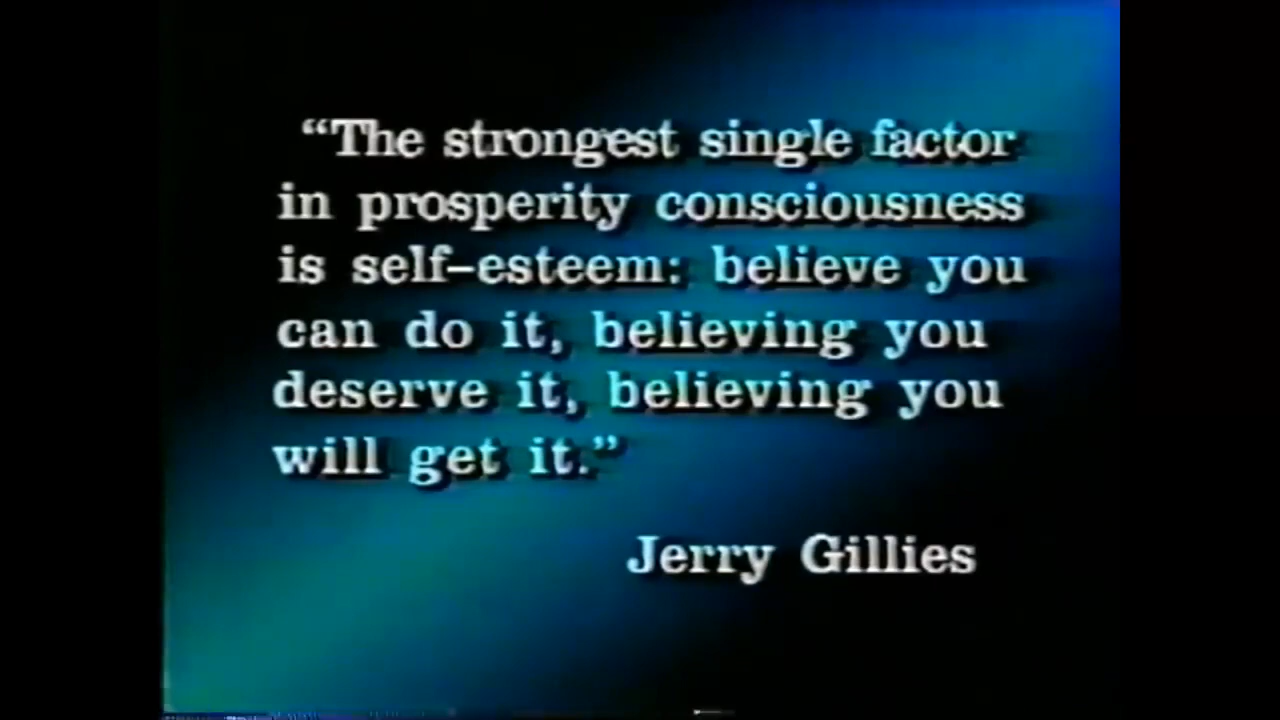 “The strongest single factor
in prosperity consciousness
is self–esteem: believe you
can do it, believing you
deserve it, believing you
will get it.”
Jerry Gillies